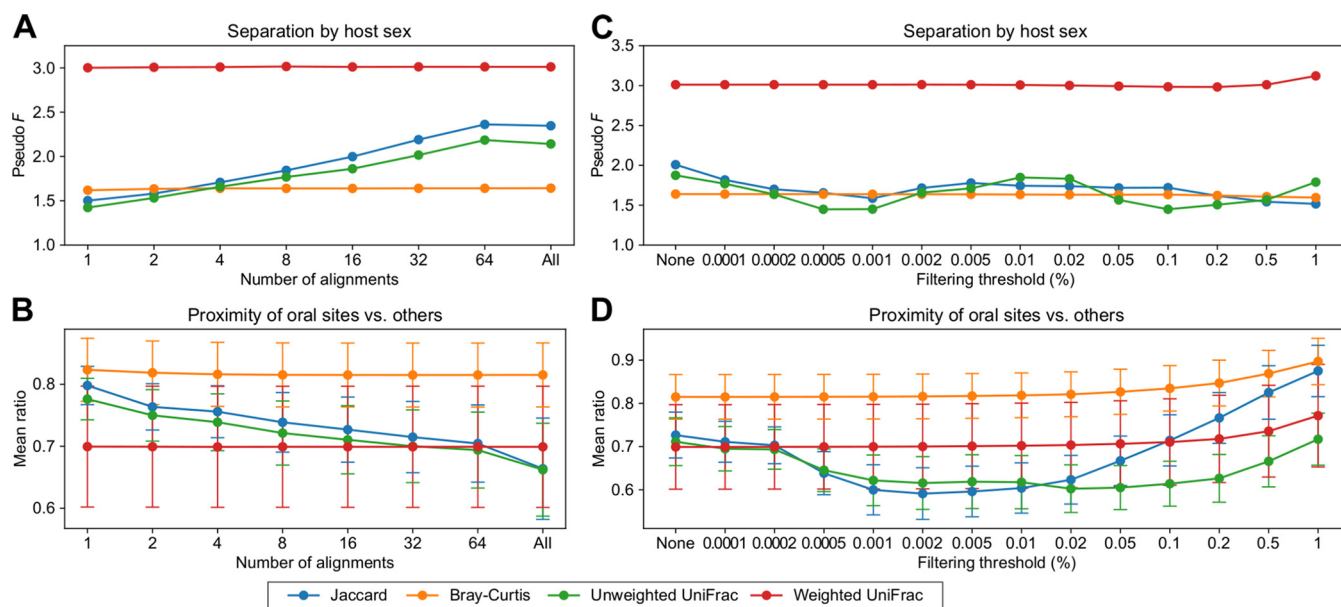 A
Separation by host sex
Pseudo F
3.0
2.5
2.0
1.5
1.0
1 2 4 8 16 32 64 All
Number of alignments
B
Proximity of oral sites vs. others
Mean ratio
0.8
0.7
0.6
1 2 4 8 16 32 64 All
Number of alignments
C
Separation by host sex
Pseudo F
3.5
3.0
2.5
2.0
1.5
1.0
None 0.0001 0.0002 0.0005 0.001 0.002 0.005 0.01 0.02 0.05 0.1 0.2 0.5 1
Filtering threshold (%)
D
Proximity of oral sites vs. others
Mean ratio
0.9
0.8
0.7
0.6
None 0.0001 0.0002 0.0005 0.001 0.002 0.005 0.01 0.02 0.05 0.1 0.2 0.5 1
Filtering threshold (%)
Jaccard Bray-Curtis Unweighted UniFrac Weighted UniFrac